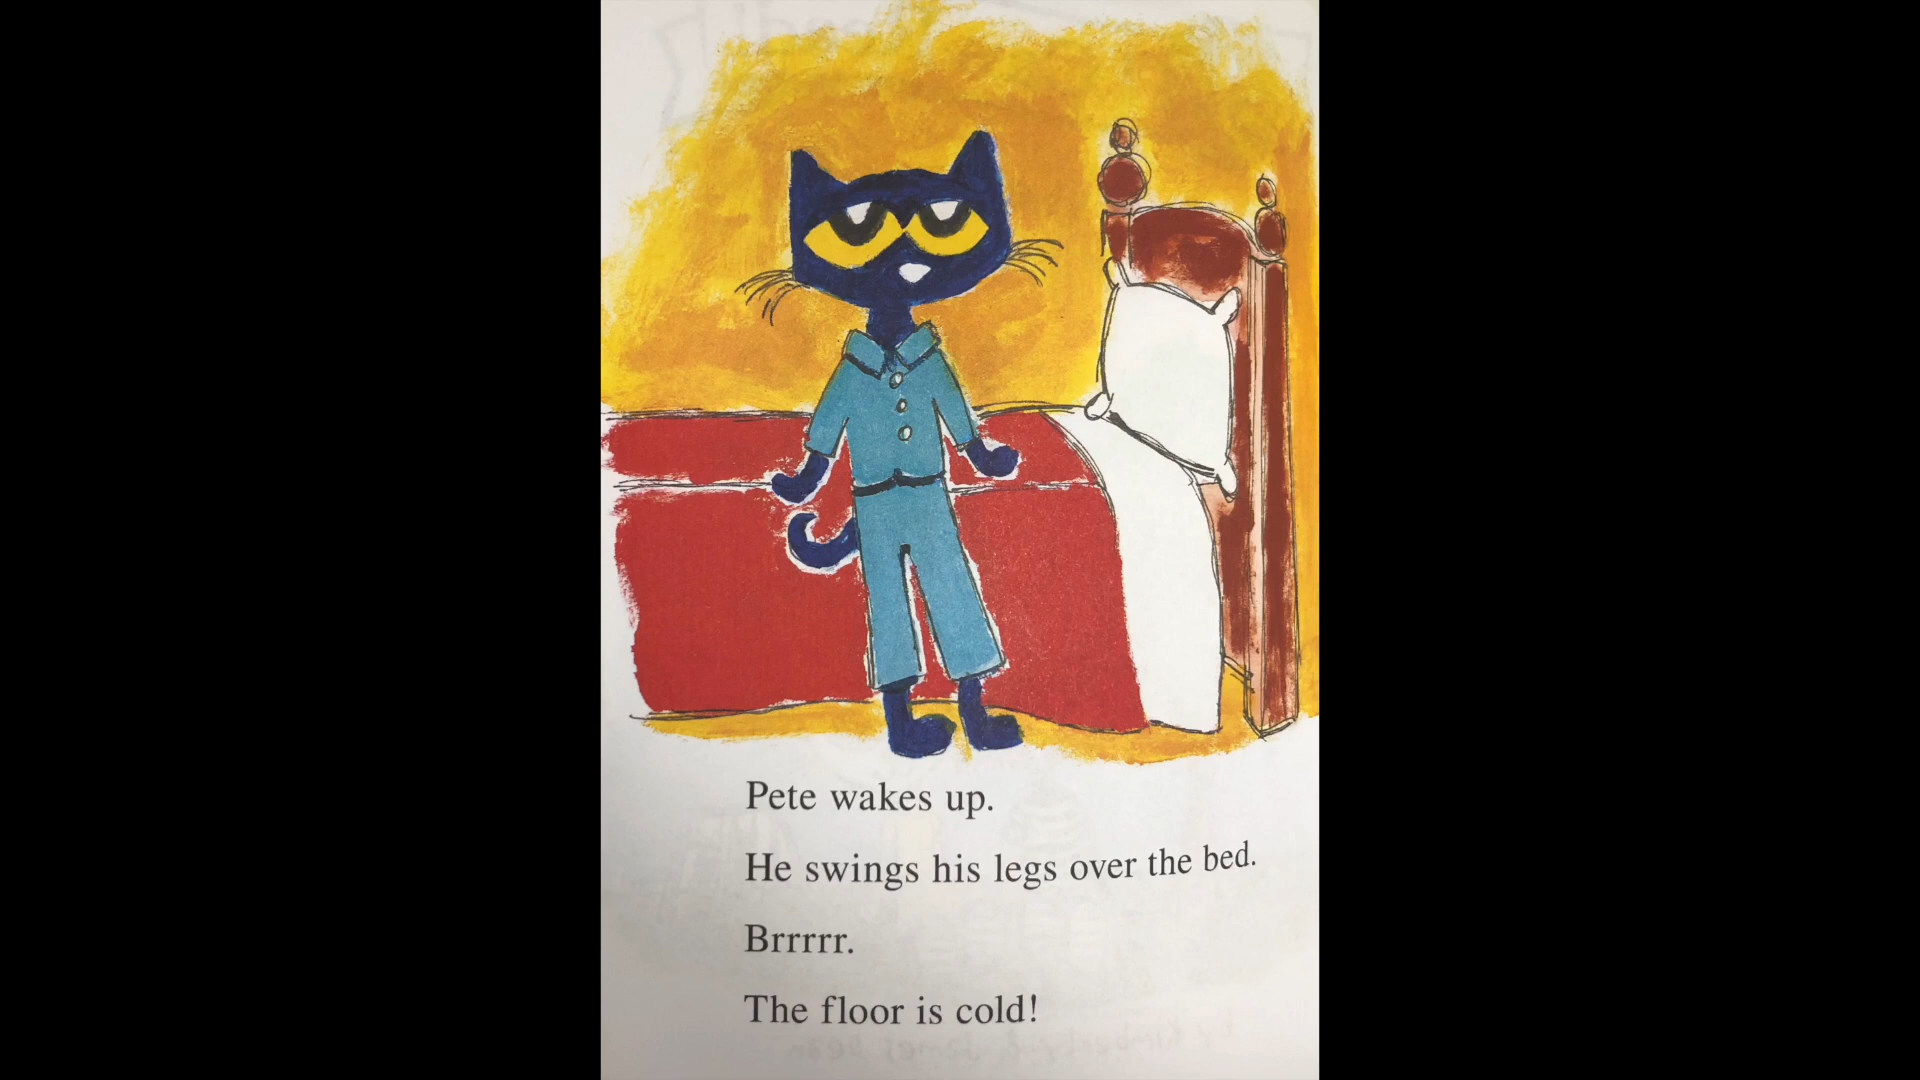 Pete wakes up.
He swings his legs over the bed.
Brrrrr.
The floor is cold!